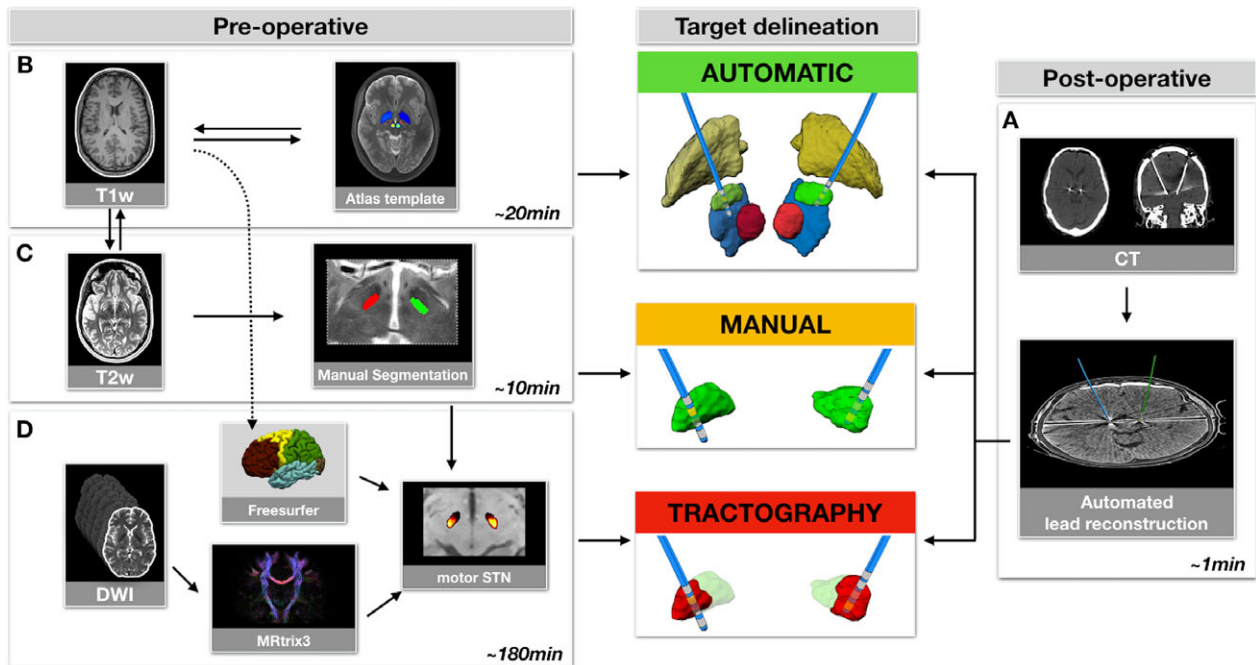 Pre-operative
B
T1w
Atlas template
~20min
C
T2w
Manual Segmentation
~10min
D
DWI
Freesurfer
MRtrix3
motor STN
~180min
Target delineation
AUTOMATIC
MANUAL
TRACTOGRAPHY
Post-operative
A
CT
Automated
lead reconstruction
~1min